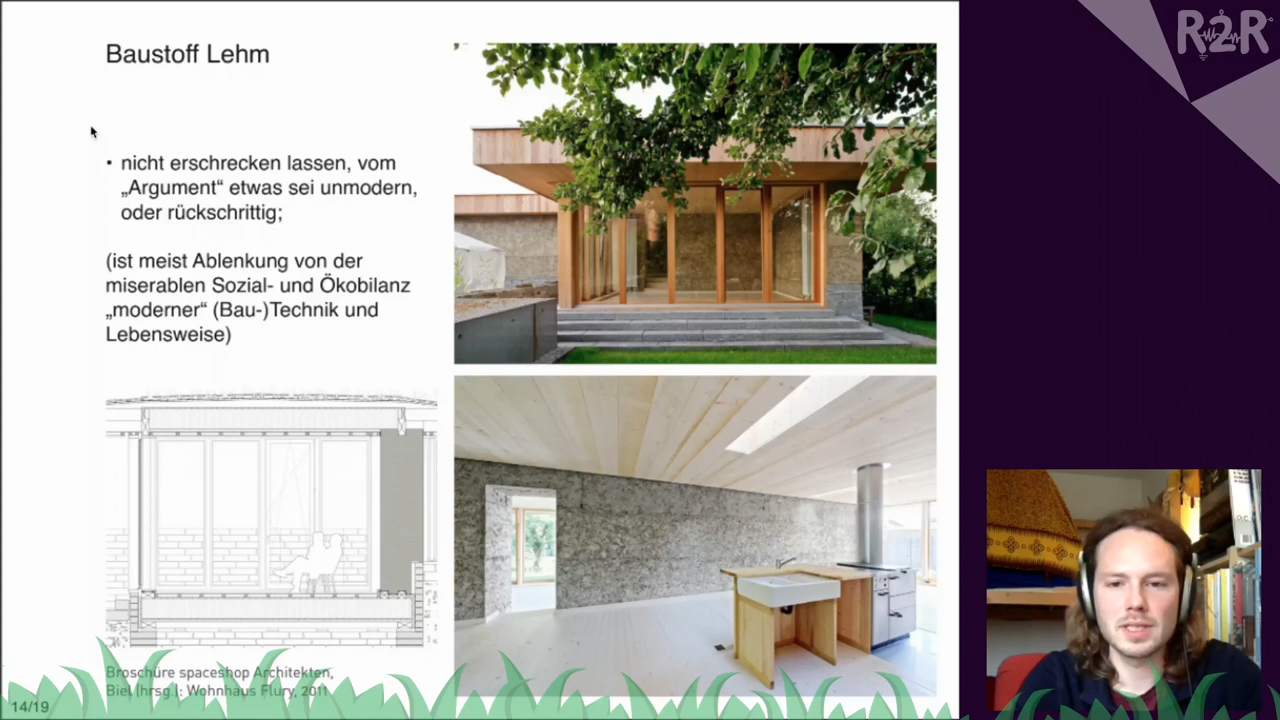 Baustoff Lehm
R2R
• nicht erschrecken lassen, vom
„Argument“ etwas sei unmodern,
oder rückschrittig;
(ist meist Ablenkung von der
miserablen Sozial- und Ökobilanz
„moderner“ (Bau-)Technik und
Lebensweise)
Broschüre spaceshop Architekten,
Biel (hrsg.): Wohnhaus Flury, 2011
14/19